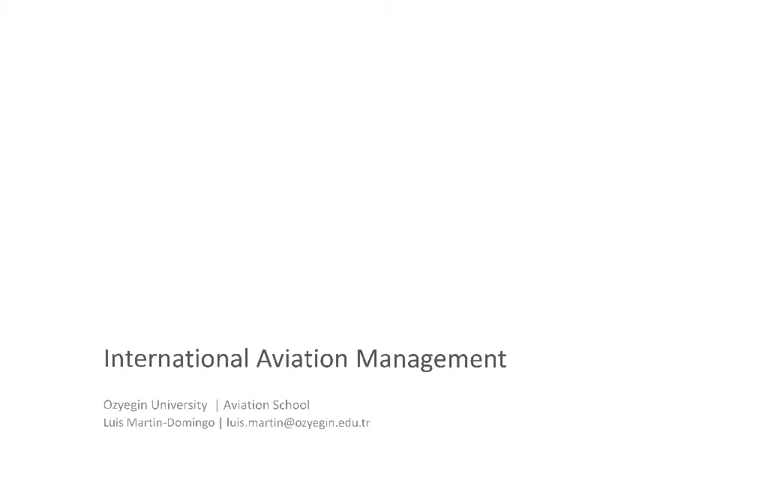 International Aviation Management
Ozyegin University | Aviation School
Luis Martin-Domingo | luis.martin@ozyegin.edu.tr